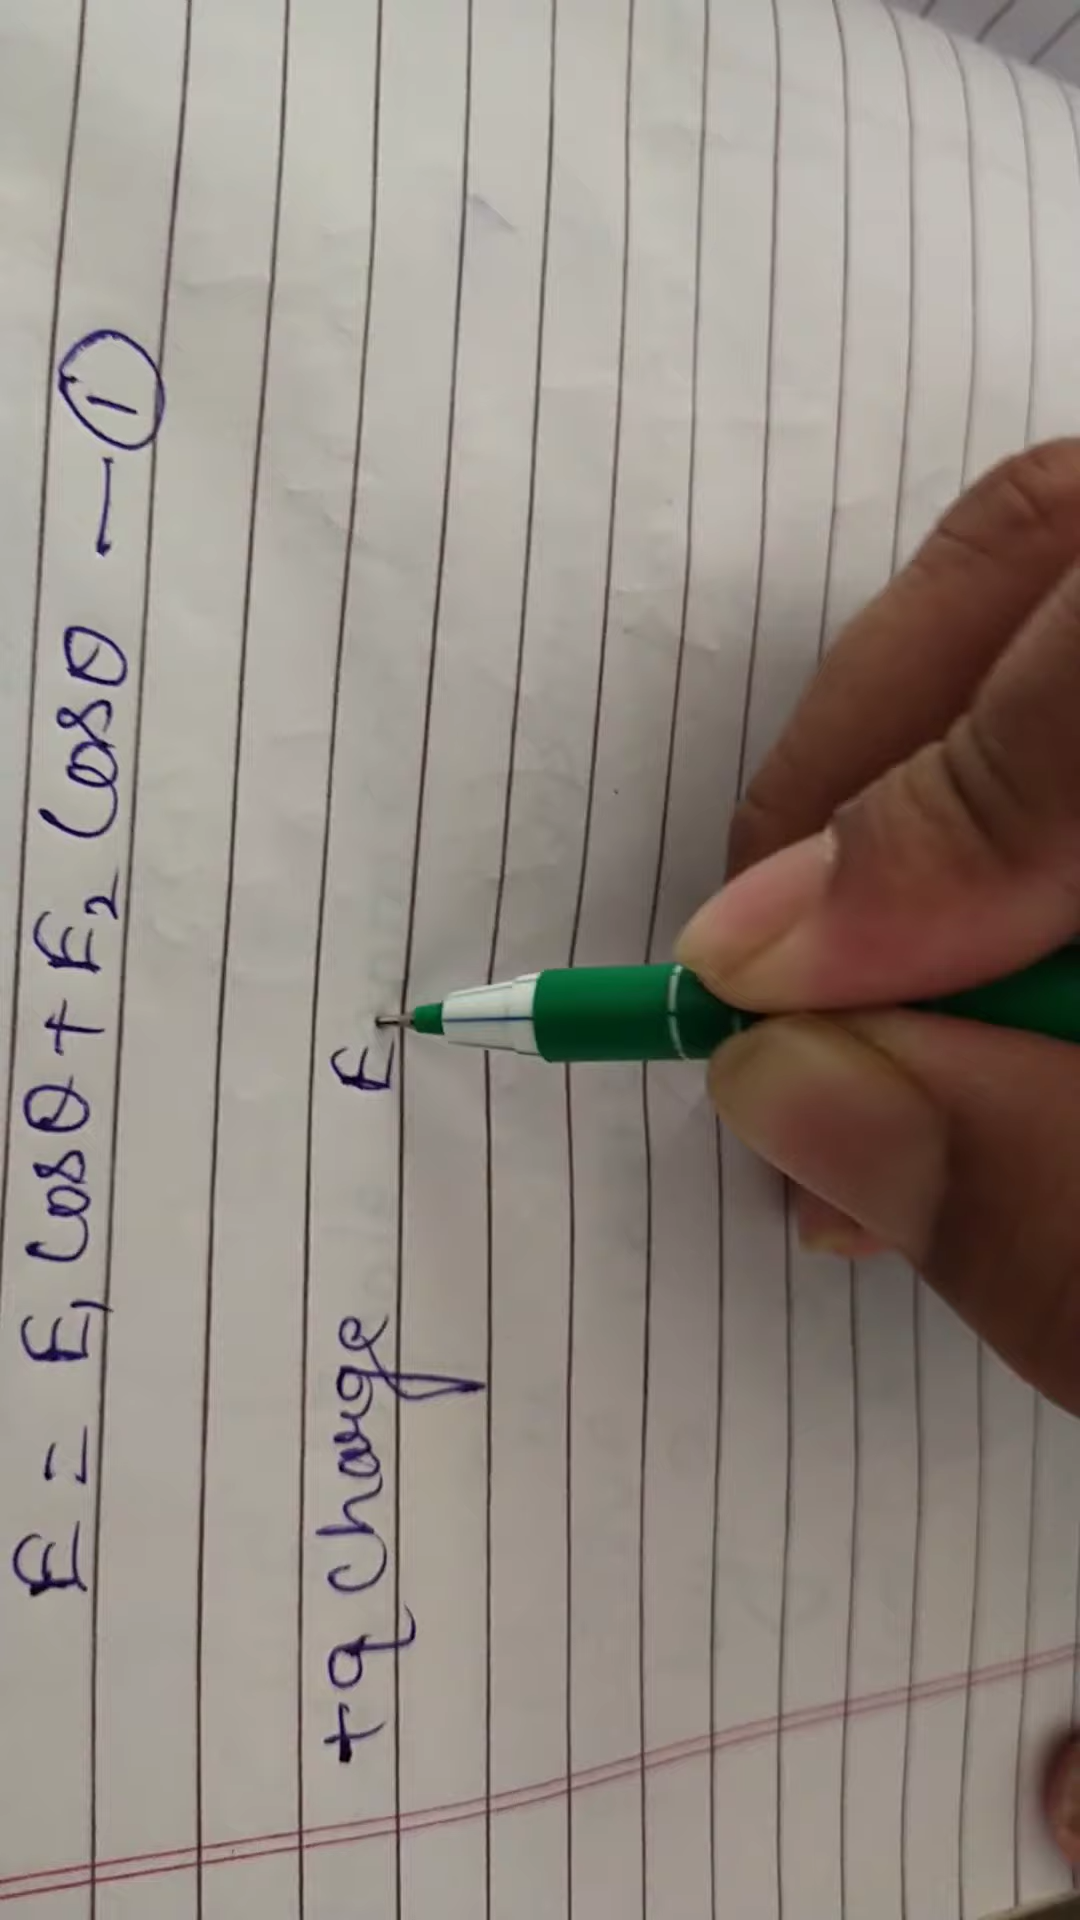 E = E₁ Cosθ + E₂ Cosθ — ①
+q Charge E